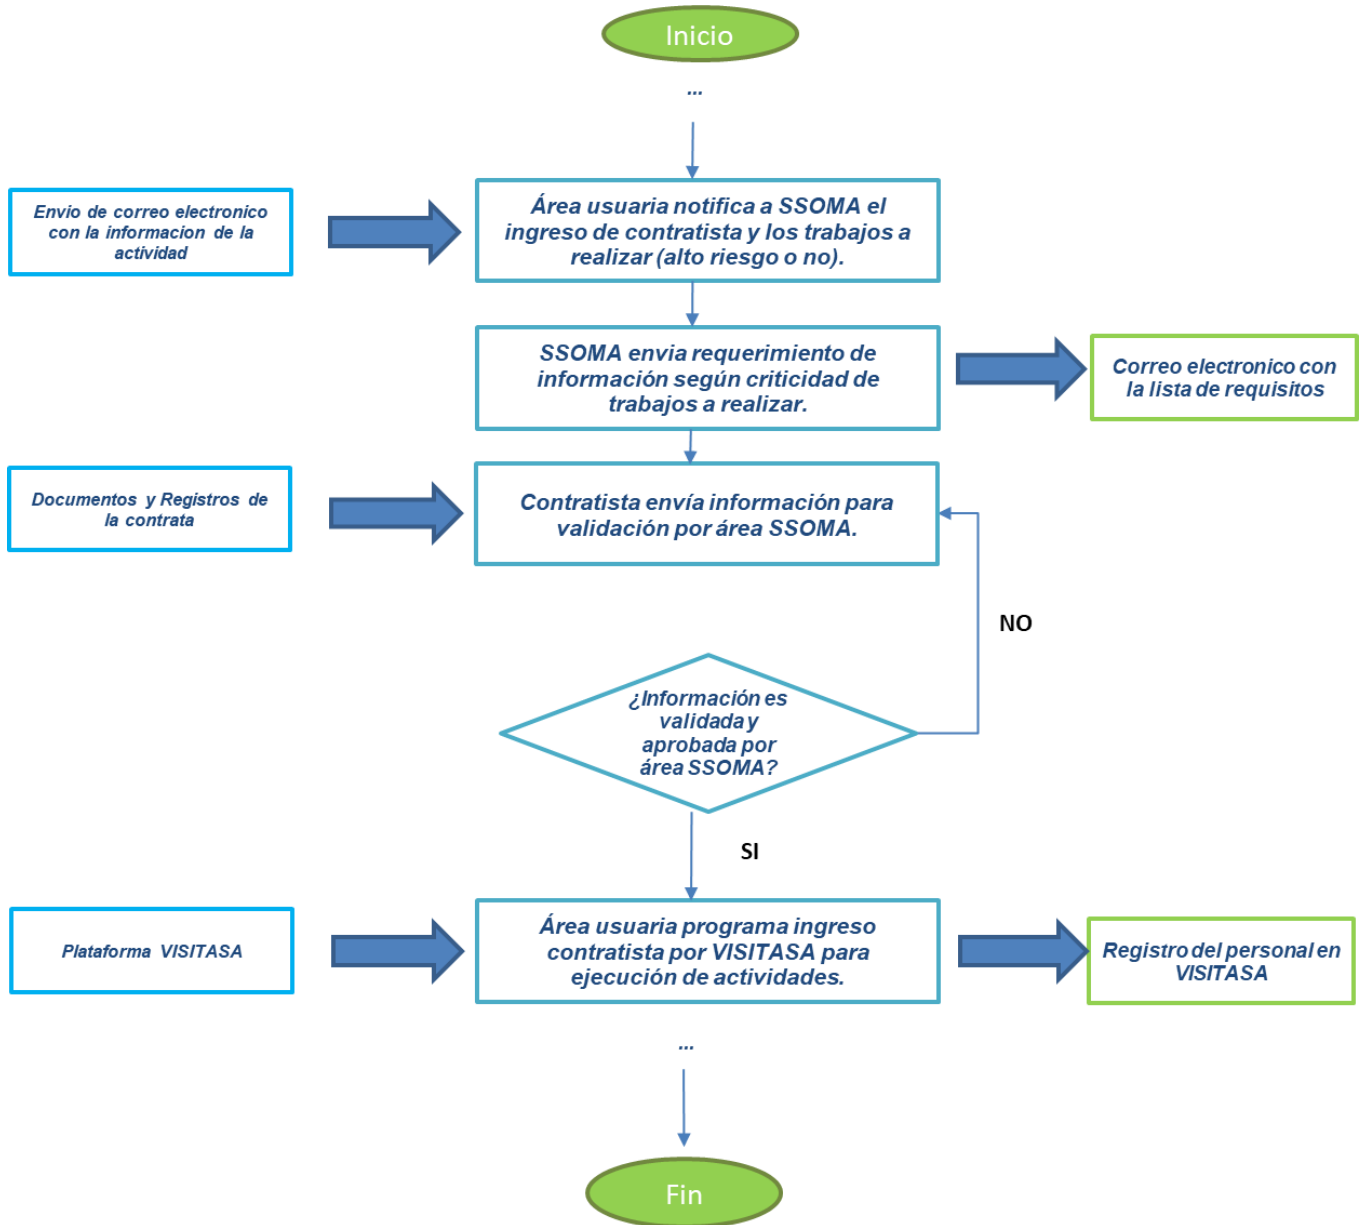 Inicio
...
Envio de correo electronico
con la informacion de la
actividad
Área usuaria notifica a SSOMA el
ingreso de contratista y los trabajos a
realizar (alto riesgo o no).
SSOMA envia requerimiento de
información según criticidad de
trabajos a realizar.
Correo electronico con
la lista de requisitos
Documentos y Registros de
la contrata
Contratista envía información para
validación por área SSOMA.
NO
¿Información es
validada y
aprobada por
área SSOMA?
SI
Plataforma VISITASA
Área usuaria programa ingreso
contratista por VISITASA para
ejecución de actividades.
Registro del personal en
VISITASA
...
Fin